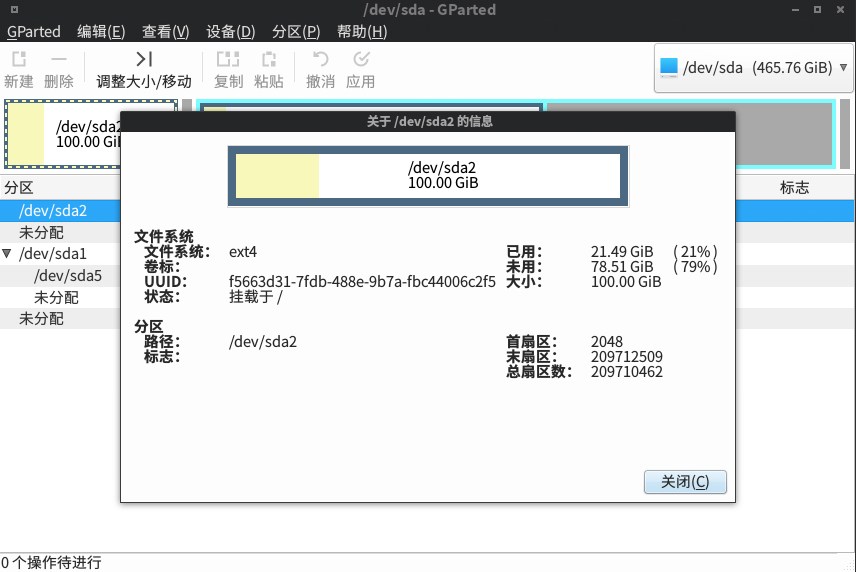 /dev/sda - GParted
GParted 编辑(E) 查看(V) 设备(D) 分区(P) 帮助(H)
新建 删除 调整大小/移动 复制 粘贴 撤消 应用
/dev/sda (465.76 GiB)
/dev/sda2
100.00 GiB
分区 标志
/dev/sda2
未分配
/dev/sda1
/dev/sda5
未分配
未分配
关于 /dev/sda2 的信息
/dev/sda2
100.00 GiB
文件系统
文件系统： ext4 已用： 21.49 GiB ( 21% )
卷标： 未用： 78.51 GiB ( 79% )
UUID： f5663d31-7fdb-488e-9b7a-fbc44006c2f5 大小： 100.00 GiB
状态： 挂载于 /
分区
路径： /dev/sda2 首扇区： 2048
标志： 末扇区： 209712509
总扇区数： 209710462
关闭(C)
0 个操作待进行